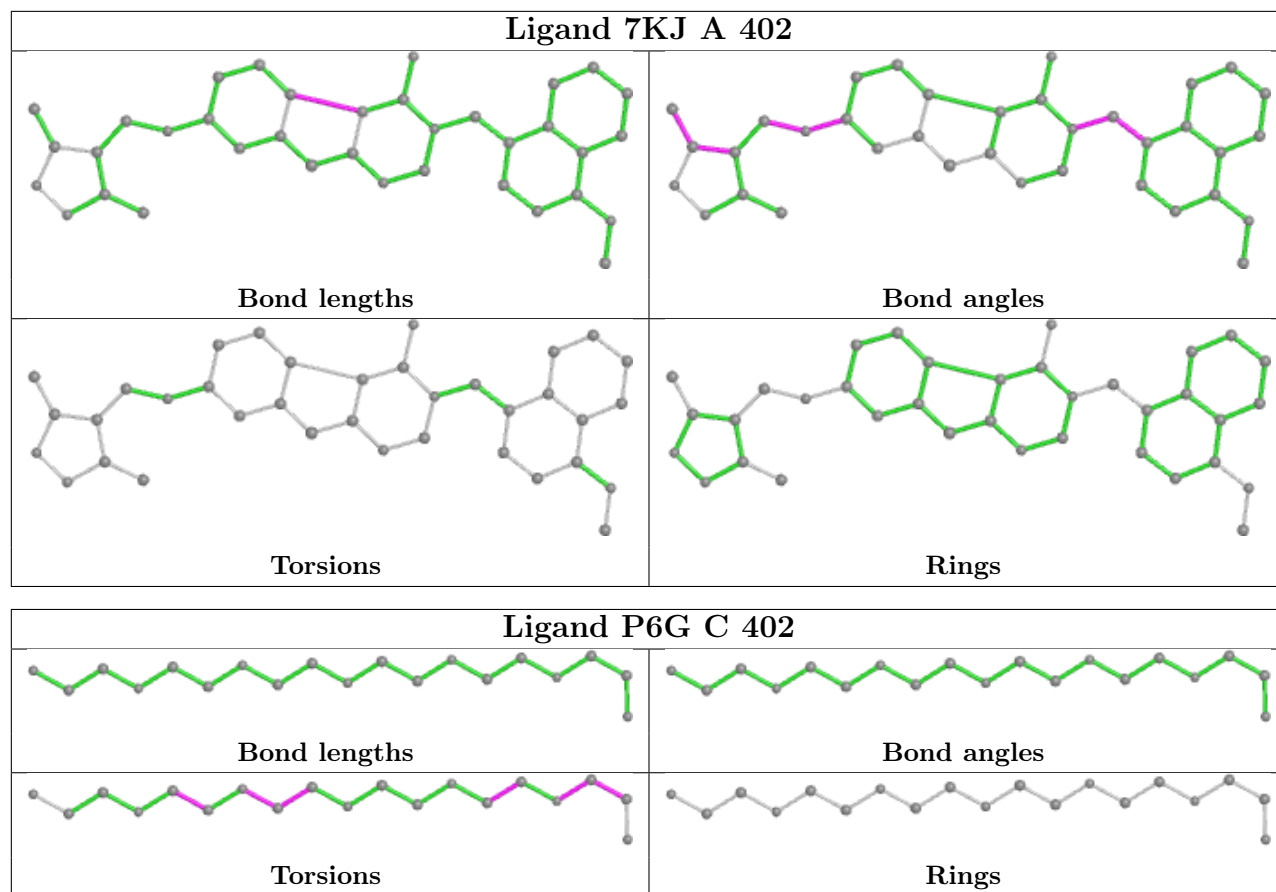 Ligand 7KJ A 402
Bond lengths
Bond angles
Torsions
Rings
Ligand P6G C 402
Bond lengths
Bond angles
Torsions
Rings